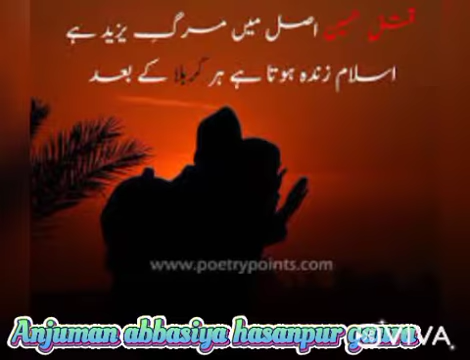 قتل حسین اصل میں مرگ یزید ہے
اسلام زندہ ہوتا ہے ہر کربلا کے بعد
www.poetrypoints.com
Anjuman abbasiya hasanpur
VIVA